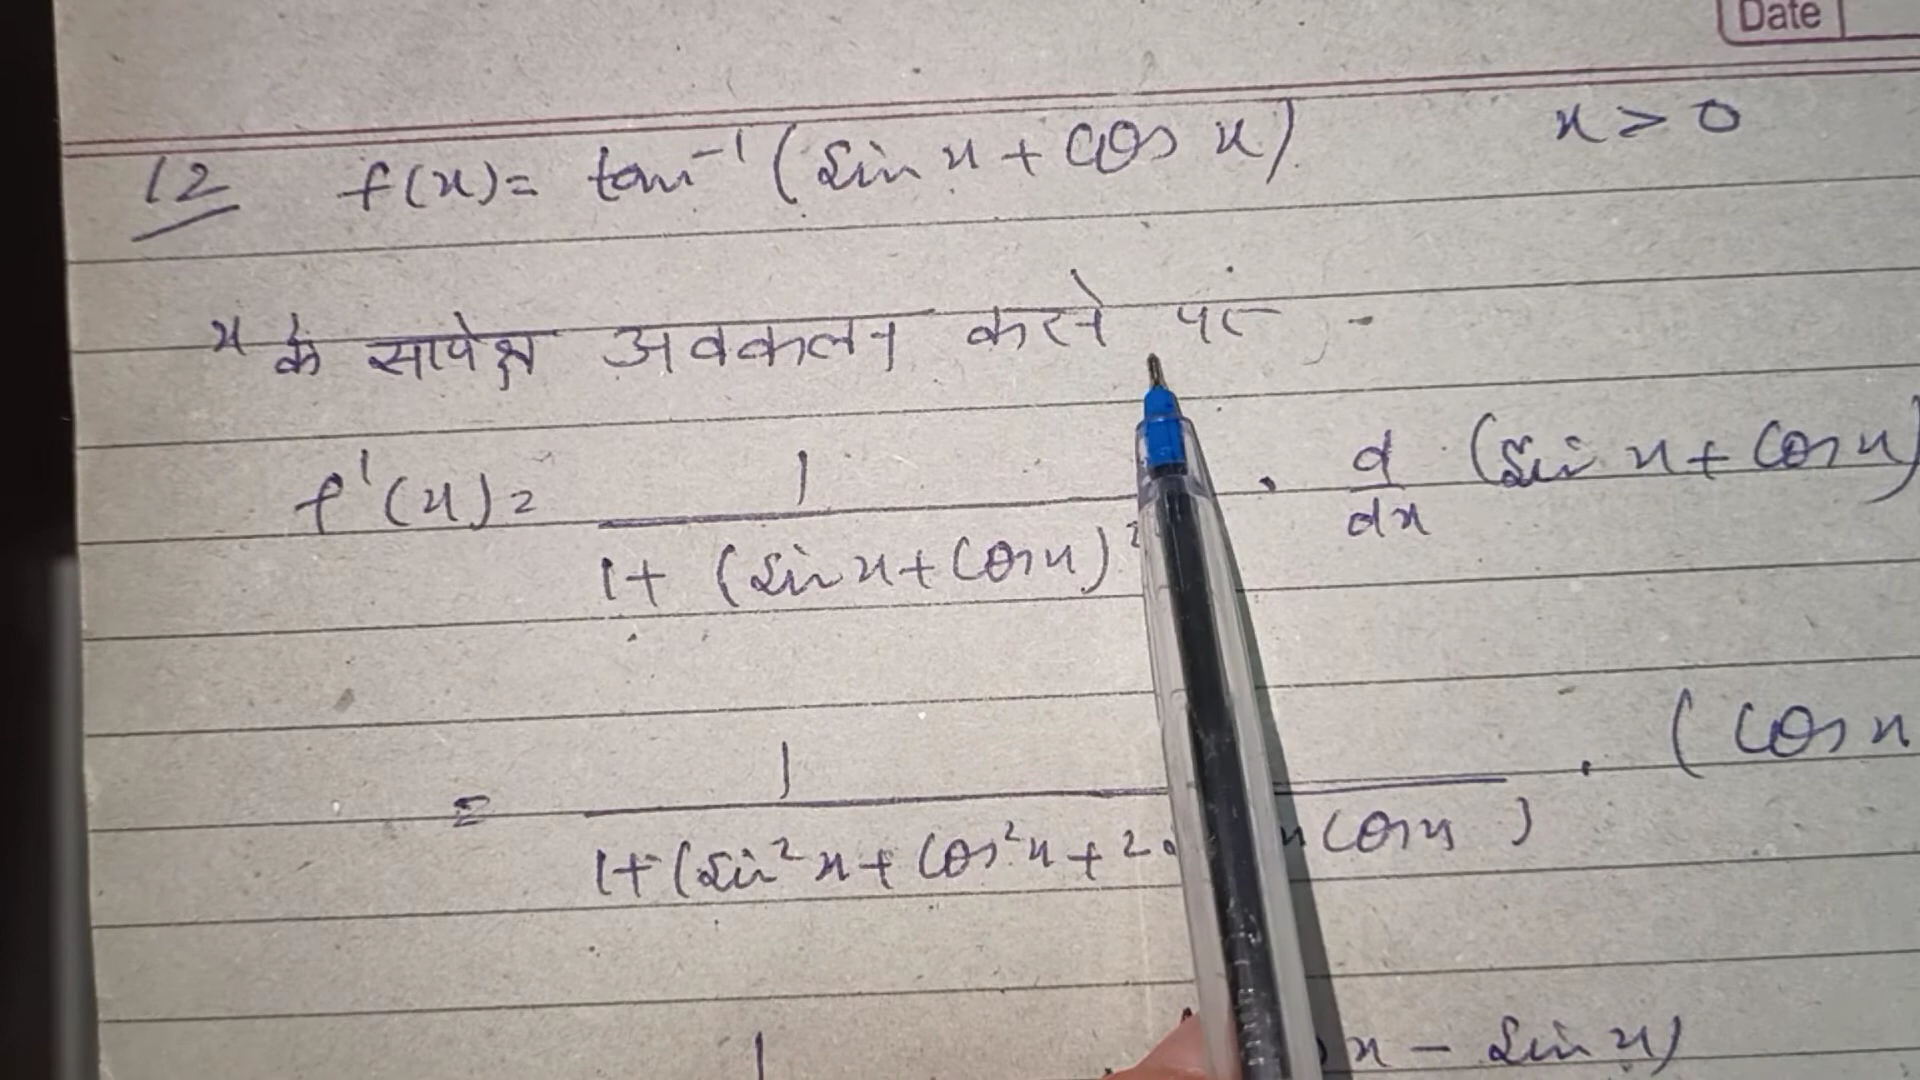 Date
12 f(x)= tan⁻¹ (Sin x + Cos x) x > 0
x के सापेक्ष अवकलन करने पर -
f'(x) = 1 / 1+ (Sin x + Cos x)² . d/dx (Sin x + Cos x)
= 1 / 1+(Sin²x + Cos²x + 2 x Cos x ) . (Cos x
1 x - Sin x)